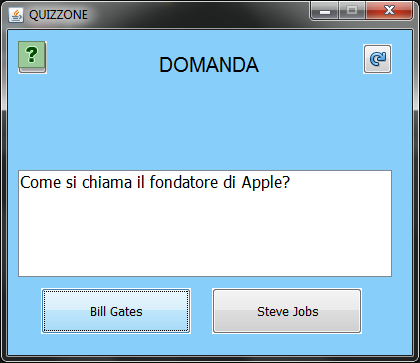 QUIZZONE
?
DOMANDA
Come si chiama il fondatore di Apple?
Bill Gates
Steve Jobs